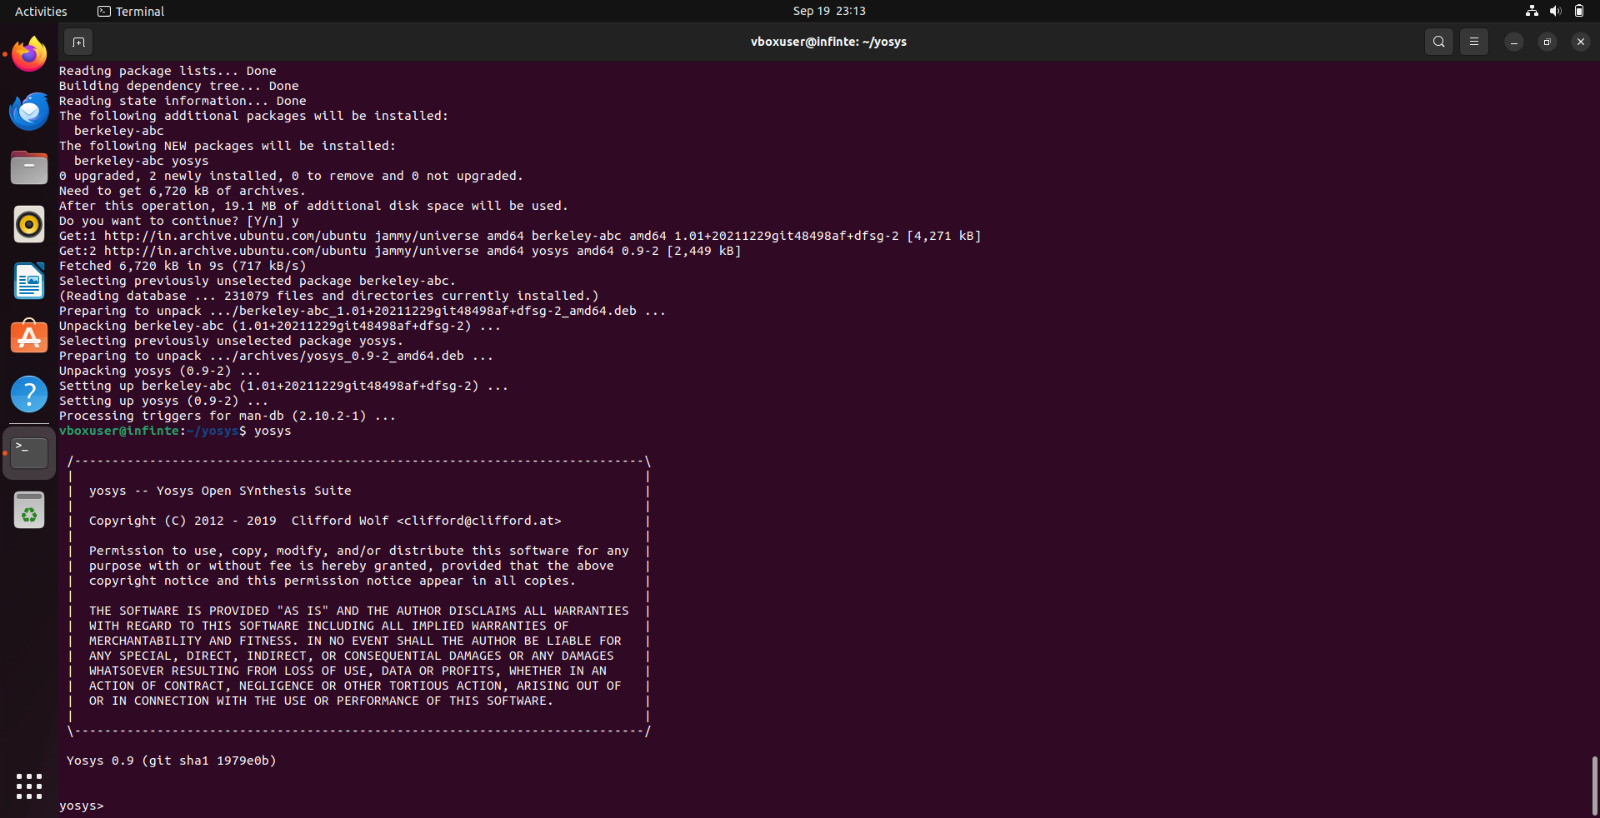 Activities
Terminal
Sep 19 23:13
vboxuser@infinte: ~/yosys
Reading package lists... Done
Building dependency tree... Done
Reading state information... Done
The following additional packages will be installed:
berkeley-abc
The following NEW packages will be installed:
berkeley-abc yosys
0 upgraded, 2 newly installed, 0 to remove and 0 not upgraded.
Need to get 6,720 kB of archives.
After this operation, 19.1 MB of additional disk space will be used.
Do you want to continue? [Y/n] y
Get:1 http://in.archive.ubuntu.com/ubuntu jammy/universe amd64 berkeley-abc amd64 1.01+20211229git48498af+dfsg-2 [4,271 kB]
Get:2 http://in.archive.ubuntu.com/ubuntu jammy/universe amd64 yosys amd64 0.9-2 [2,449 kB]
Fetched 6,720 kB in 9s (717 kB/s)
Selecting previously unselected package berkeley-abc.
(Reading database ... 231079 files and directories currently installed.)
Preparing to unpack .../berkeley-abc_1.01+20211229git48498af+dfsg-2_amd64.deb ...
Unpacking berkeley-abc (1.01+20211229git48498af+dfsg-2) ...
Selecting previously unselected package yosys.
Preparing to unpack .../archives/yosys_0.9-2_amd64.deb ...
Unpacking yosys (0.9-2) ...
Setting up berkeley-abc (1.01+20211229git48498af+dfsg-2) ...
Setting up yosys (0.9-2) ...
Processing triggers for man-db (2.10.2-1) ...
vboxuser@infinte:~/yosys$ yosys
/----------------------------------------------------------------------------\
|                                                                            |
|  yosys -- Yosys Open SYnthesis Suite                                       |
|                                                                            |
|  Copyright (C) 2012 - 2019  Clifford Wolf <clifford@clifford.at>           |
|                                                                            |
|  Permission to use, copy, modify, and/or distribute this software for any  |
|  purpose with or without fee is hereby granted, provided that the above    |
|  copyright notice and this permission notice appear in all copies.         |
|                                                                            |
|  THE SOFTWARE IS PROVIDED "AS IS" AND THE AUTHOR DISCLAIMS ALL WARRANTIES  |
|  WITH REGARD TO THIS SOFTWARE INCLUDING ALL IMPLIED WARRANTIES OF          |
|  MERCHANTABILITY AND FITNESS. IN NO EVENT SHALL THE AUTHOR BE LIABLE FOR   |
|  ANY SPECIAL, DIRECT, INDIRECT, OR CONSEQUENTIAL DAMAGES OR ANY DAMAGES    |
|  WHATSOEVER RESULTING FROM LOSS OF USE, DATA OR PROFITS, WHETHER IN AN     |
|  ACTION OF CONTRACT, NEGLIGENCE OR OTHER TORTIOUS ACTION, ARISING OUT OF   |
|  OR IN CONNECTION WITH THE USE OR PERFORMANCE OF THIS SOFTWARE.            |
|                                                                            |
\----------------------------------------------------------------------------/
Yosys 0.9 (git sha1 1979e0b)
yosys>